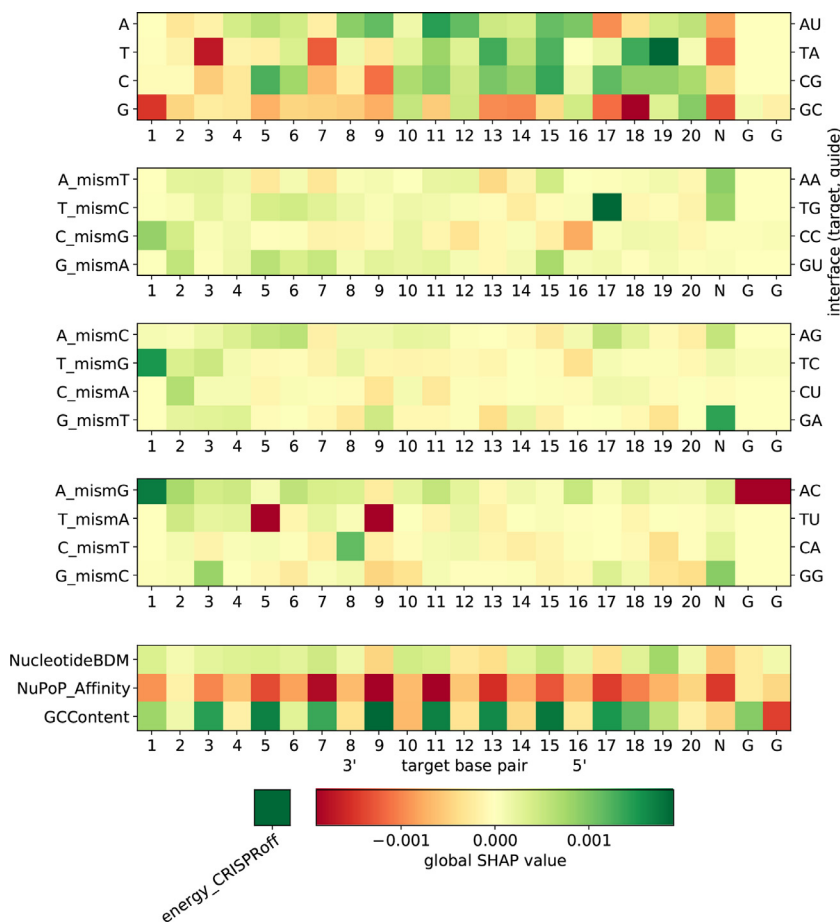 A AU
T TA
C CG
G GC
1 2 3 4 5 6 7 8 9 10 11 12 13 14 15 16 17 18 19 20 N G G
interface (target, guide)
A_mismT AA
T_mismC TG
C_mismG CC
G_mismA GU
1 2 3 4 5 6 7 8 9 10 11 12 13 14 15 16 17 18 19 20 N G G
A_mismC AG
T_mismG TC
C_mismA CU
G_mismT GA
1 2 3 4 5 6 7 8 9 10 11 12 13 14 15 16 17 18 19 20 N G G
A_mismG AC
T_mismA TU
C_mismT CA
G_mismC GG
1 2 3 4 5 6 7 8 9 10 11 12 13 14 15 16 17 18 19 20 N G G
NucleotideBDM
NuPoP_Affinity
GCContent
1 2 3 4 5 6 7 8 9 10 11 12 13 14 15 16 17 18 19 20 N G G
3' target base pair 5'
energy_CRISPRoff
−0.001 0.000 0.001
global SHAP value